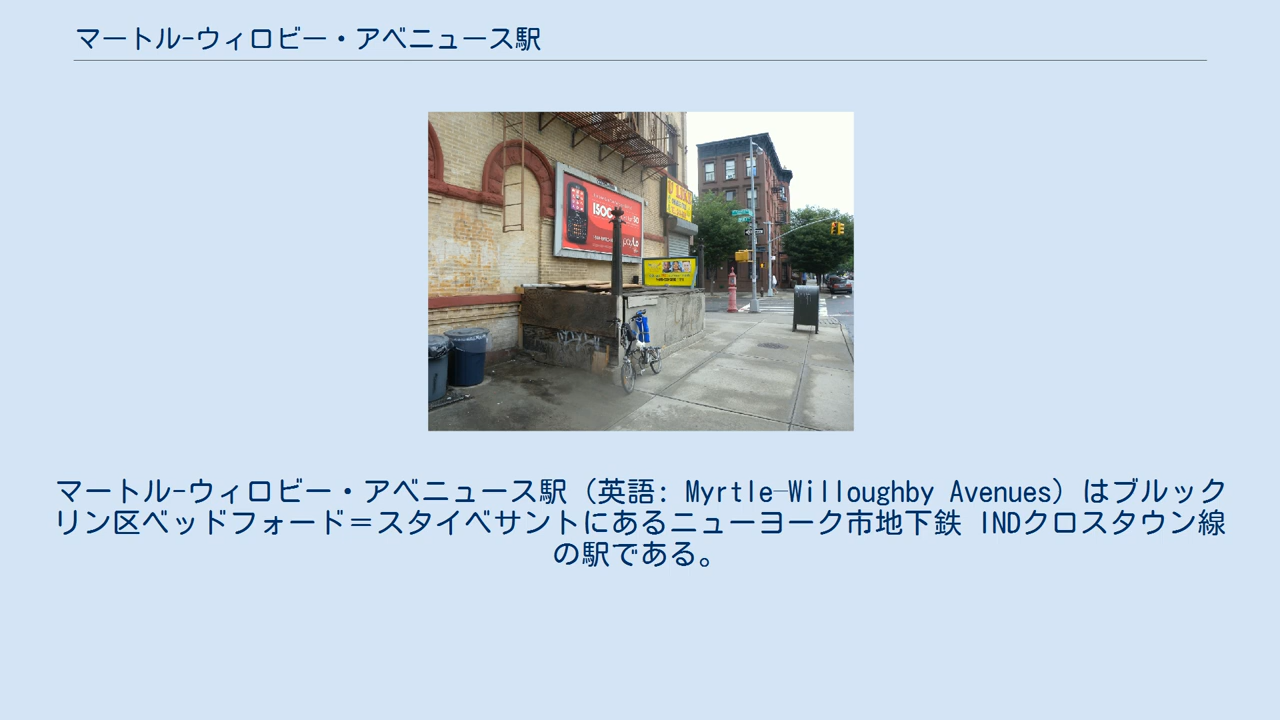 マートル-ウィロビー・アベニュース駅
1500
マートル-ウィロビー・アベニュース駅（英語: Myrtle–Willoughby Avenues）はブルック
リン区ベッドフォード＝スタイベサントにあるニューヨーク市地下鉄 INDクロスタウン線
の駅である。